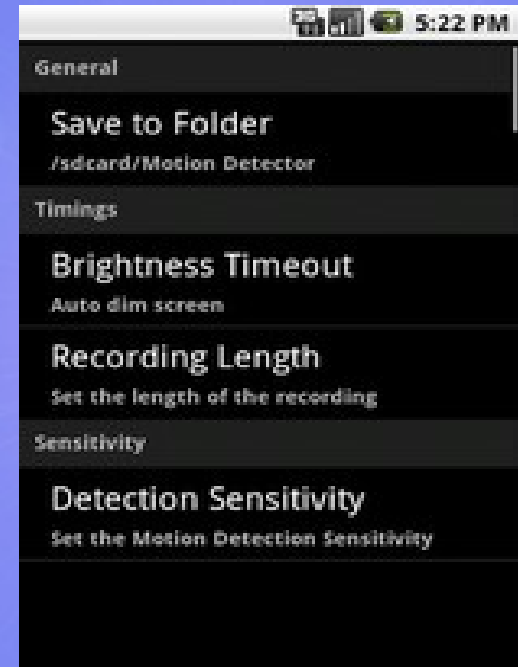 5:22 PM
General
Save to Folder
/sdcard/Motion Detector
Timings
Brightness Timeout
Auto dim screen
Recording Length
Set the length of the recording
Sensitivity
Detection Sensitivity
Set the Motion Detection Sensitivity